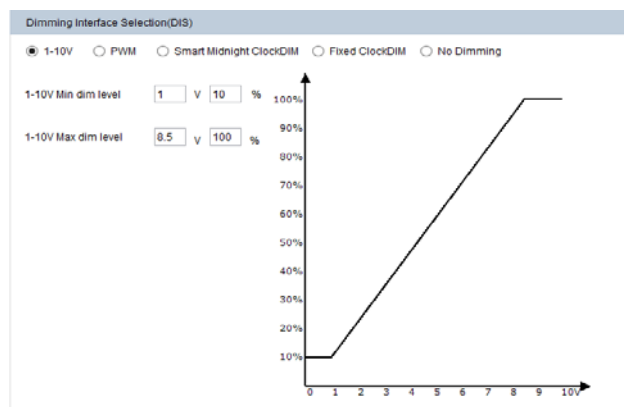 Dimming Interface Selection(DIS)
1-10V PWM Smart Midnight ClockDIM Fixed ClockDIM No Dimming
1-10V Min dim level 1 V 10 %
1-10V Max dim level 8.5 V 100 %
100%
90%
80%
70%
60%
50%
40%
30%
20%
10%
0 1 2 3 4 5 6 7 8 9 10V